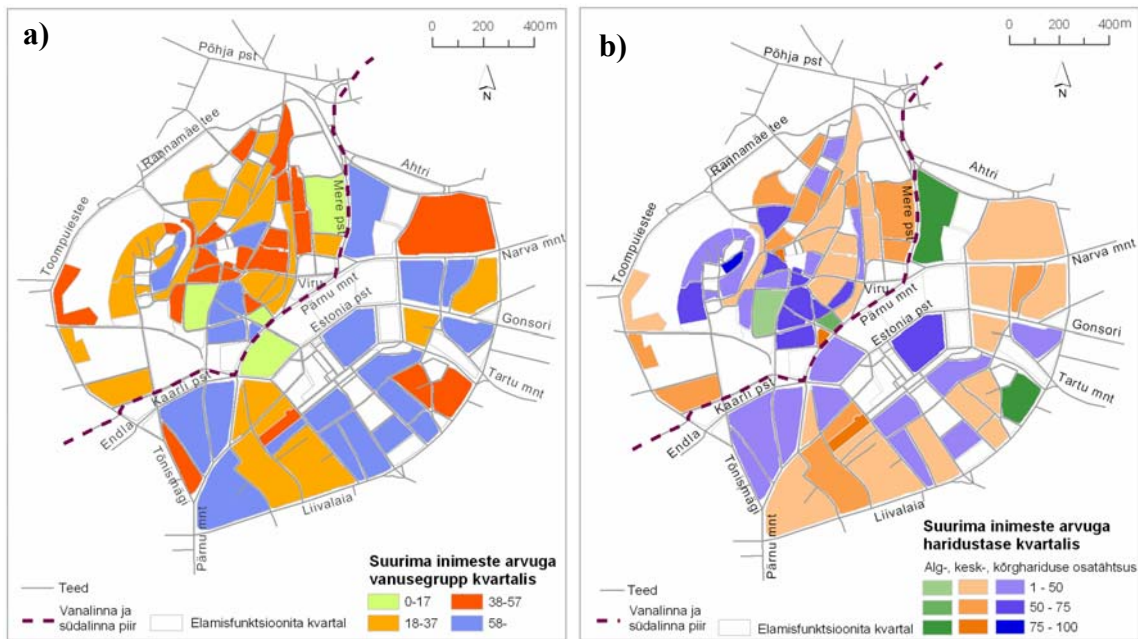 a)
0 200 400 m
N
Põhja pst
Rannamäe tee
Ahtri
Mere pst
Toompuiestee
Narva mnt
Viru
Pärnu mnt
Estonia pst
Gonsori
Tartu mnt
Kaarli pst
Endla
Tõnismägi
Liivalaia
Pärnu mnt
Suurima inimeste arvuga
vanusegrupp kvartalis
Teed
0-17 38-57
Vanalinna ja
südalinna piir
Elamisfunktsioonita kvartal
18-37 58-
b)
0 200 400 m
N
Põhja pst
Rannamäe tee
Ahtri
Mere pst
Toompuiestee
Narva mnt
Viru
Pärnu mnt
Estonia pst
Gonsori
Tartu mnt
Kaarli pst
Endla
Tõnismägi
Liivalaia
Pärnu mnt
Suurima inimeste arvuga
haridustase kvartalis
Alg-, kesk-, kõrghariduse osatähtsus
Teed
1 - 50
Vanalinna ja
südalinna piir
Elamisfunktsioonita kvartal
50 - 75
75 - 100